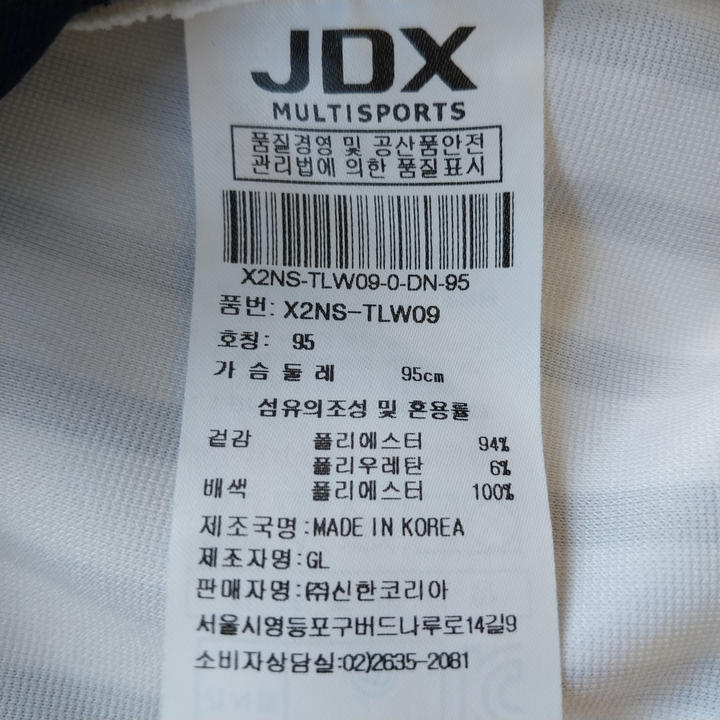 JDX
MULTISPORTS
품질경영 및 공산품안전
관리법에 의한 품질표시
X2NS-TLW09-0-DN-95
품번: X2NS-TLW09
호칭: 95
가 슴 둘 레 95cm
섬유의조성 및 혼용률
겉감 폴리에스터 94%
폴리우레탄 6%
배색 폴리에스터 100%
제조국명:MADE IN KOREA
제조자명:GL
판매자명:㈜신한코리아
서울시영등포구버드나루로14길9
소비자상담실:02)2635-2081